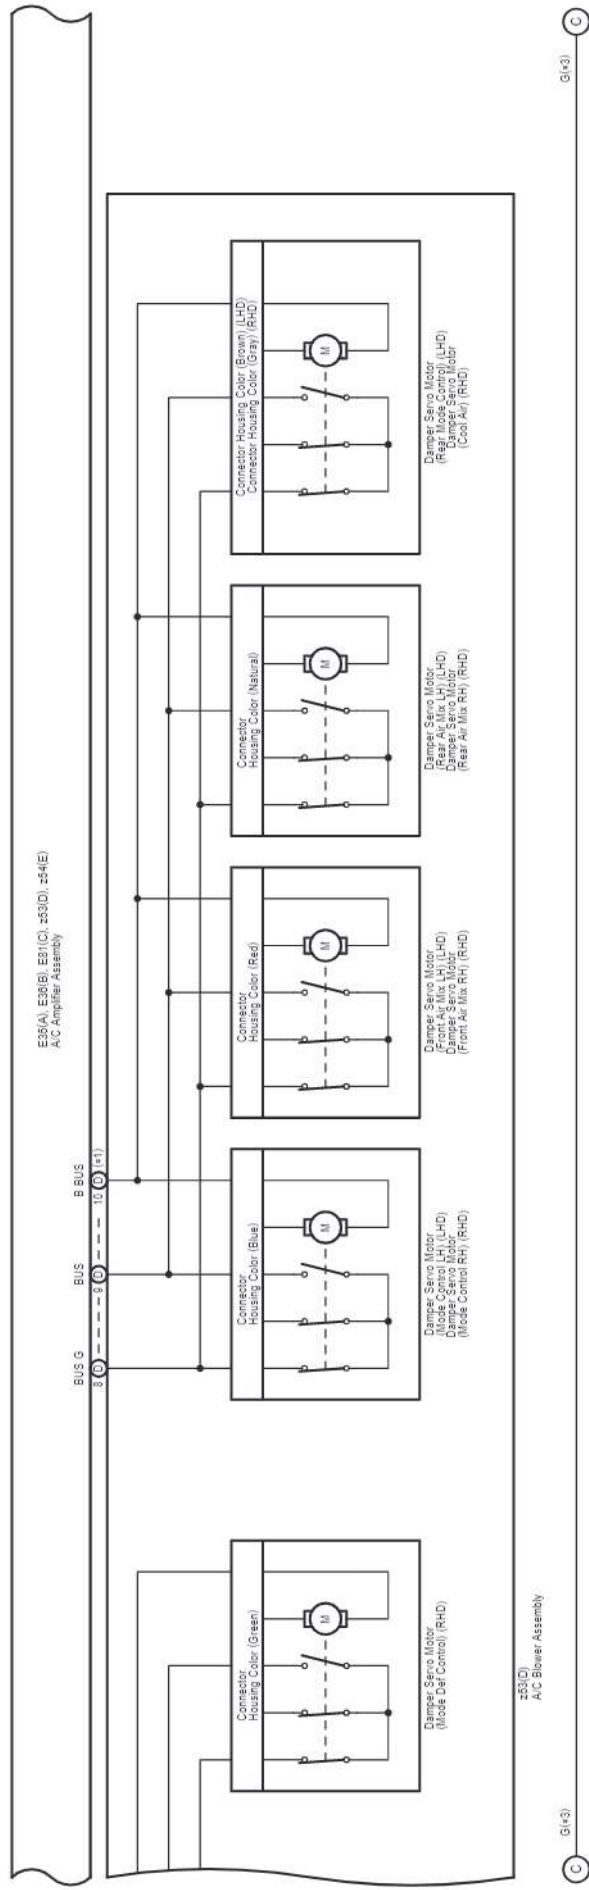 E35(A), E36(B), E81(C), z53(D), z54(E)
A/C Amplifier Assembly
BUS G
BUS
B BUS
8
D
9
D
10
D
(*1)
Connector
Housing Color (Green)
M
Damper Servo Motor
(Mode Def Control) (RHD)
Connector
Housing Color (Blue)
M
Damper Servo Motor
(Mode Control LH) (LHD)
Damper Servo Motor
(Mode Control RH) (RHD)
Connector
Housing Color (Red)
M
Damper Servo Motor
(Front Air Mix LH) (LHD)
Damper Servo Motor
(Front Air Mix RH) (RHD)
Connector
Housing Color (Natural)
M
Damper Servo Motor
(Rear Air Mix LH) (LHD)
Damper Servo Motor
(Rear Air Mix RH) (RHD)
Connector Housing Color (Brown) (LHD)
Connector Housing Color (Gray) (RHD)
M
Damper Servo Motor
(Rear Mode Control) (LHD)
Damper Servo Motor
(Cool Air) (RHD)
z53(D)
A/C Blower Assembly
C
G(*3)
G(*3)
C